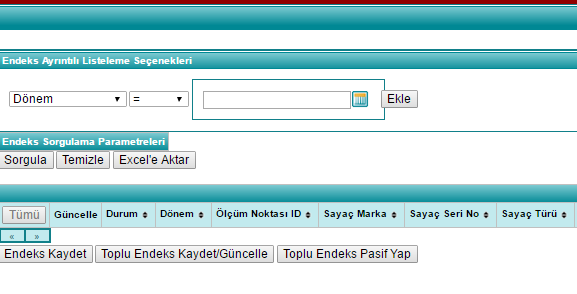 Endeks Ayrıntılı Listeleme Seçenekleri
Dönem = Ekle
Endeks Sorgulama Parametreleri
Sorgula Temizle Excel'e Aktar
Tümü Güncelle Durum Dönem Ölçüm Noktası ID Sayaç Marka Sayaç Seri No Sayaç Türü
« »
Endeks Kaydet Toplu Endeks Kaydet/Güncelle Toplu Endeks Pasif Yap